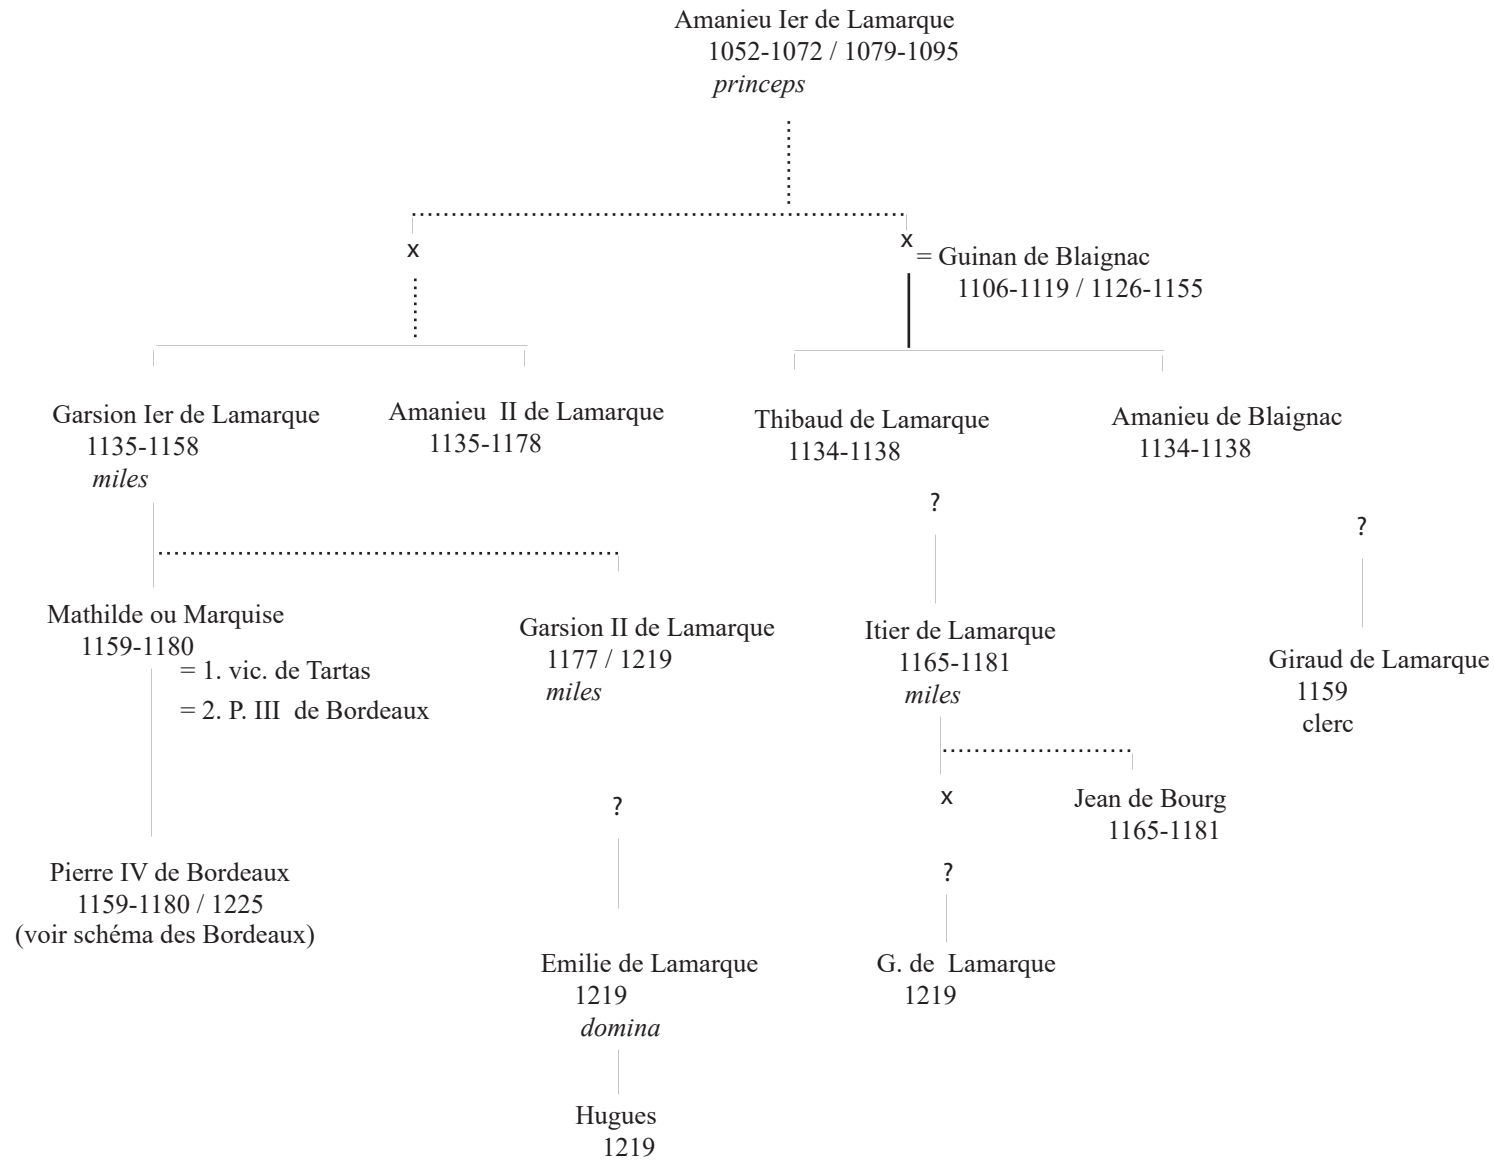 Amanieu Ier de Lamarque
1052-1072 / 1079-1095
princeps
x
x
= Guinan de Blaignac
1106-1119 / 1126-1155
Garsion Ier de Lamarque
1135-1158
miles
Amanieu II de Lamarque
1135-1178
Thibaud de Lamarque
1134-1138
Amanieu de Blaignac
1134-1138
?
?
Mathilde ou Marquise
1159-1180
= 1. vic. de Tartas
= 2. P. III de Bordeaux
Garsion II de Lamarque
1177 / 1219
miles
Itier de Lamarque
1165-1181
miles
Giraud de Lamarque
1159
clerc
?
x
Jean de Bourg
1165-1181
Pierre IV de Bordeaux
1159-1180 / 1225
(voir schéma des Bordeaux)
?
Emilie de Lamarque
1219
domina
G. de Lamarque
1219
Hugues
1219